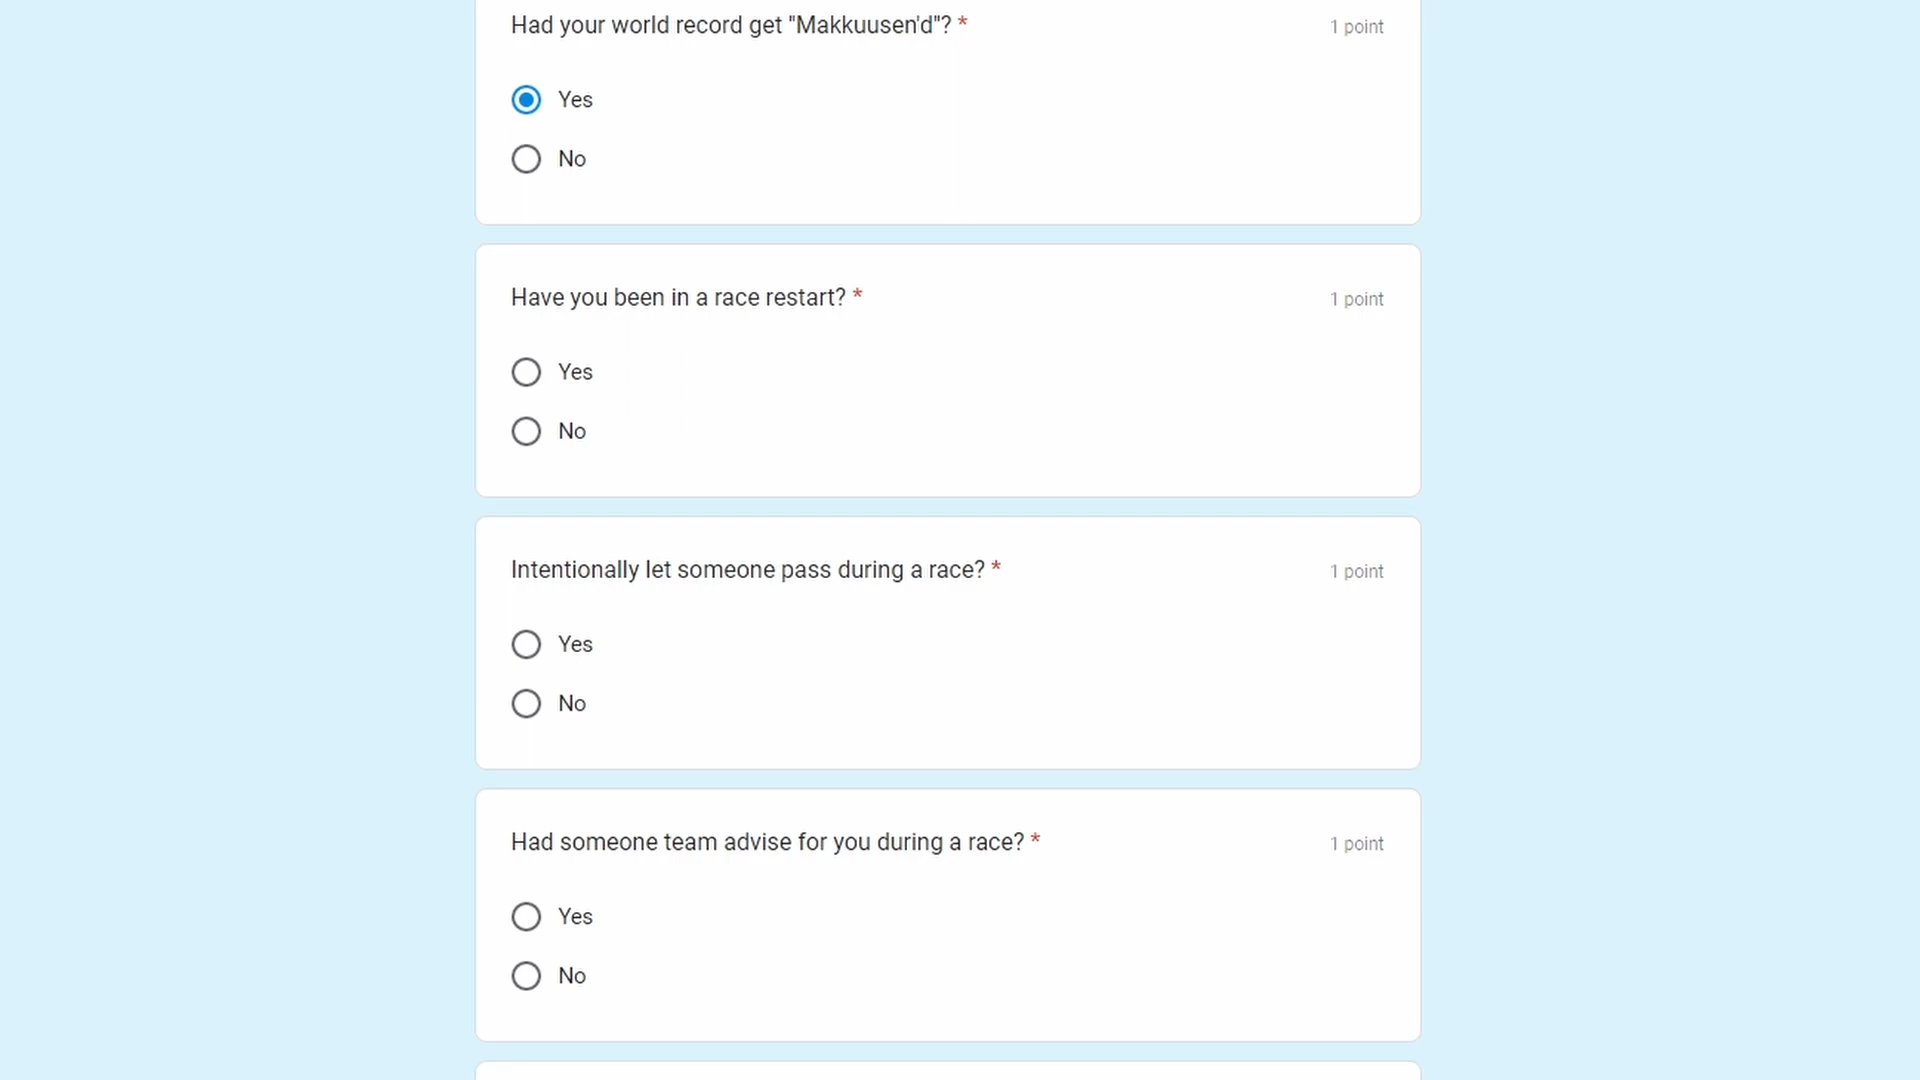 Had your world record get "Makkuusen'd"? * 1 point
Yes
No
Have you been in a race restart? * 1 point
Yes
No
Intentionally let someone pass during a race? * 1 point
Yes
No
Had someone team advise for you during a race? * 1 point
Yes
No